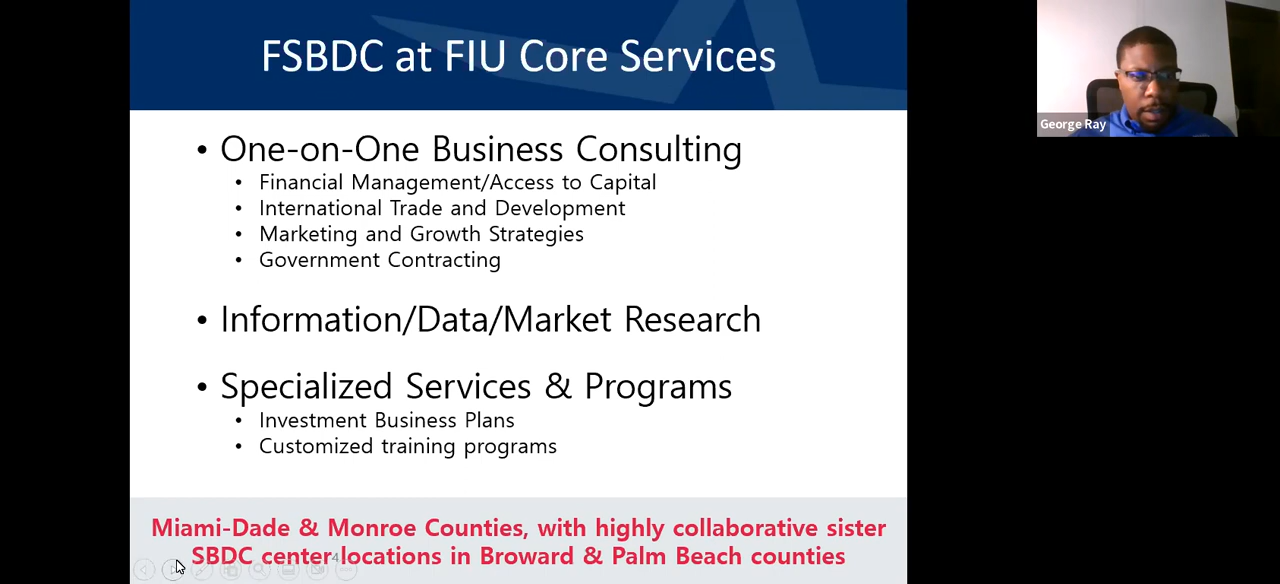 FSBDC at FIU Core Services
George Ray
• One-on-One Business Consulting
• Financial Management/Access to Capital
• International Trade and Development
• Marketing and Growth Strategies
• Government Contracting
• Information/Data/Market Research
• Specialized Services & Programs
• Investment Business Plans
• Customized training programs
Miami-Dade & Monroe Counties, with highly collaborative sister
SBDC center locations in Broward & Palm Beach counties
4